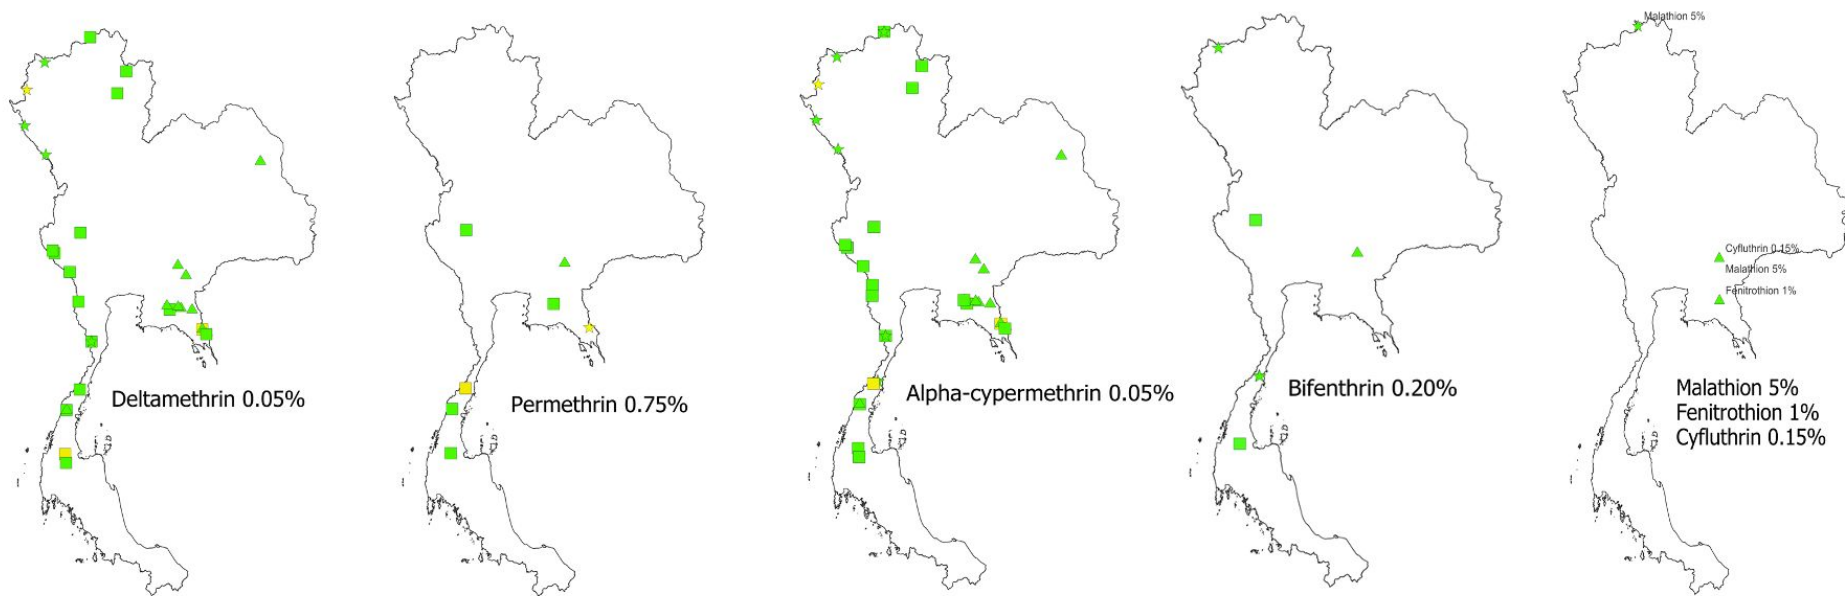 Malathion 5%
Cyfluthrin 0.15%
Malathion 5%
Fenitrothion 1%
Deltamethrin 0.05%
Permethrin 0.75%
Alpha-cypermethrin 0.05%
Bifenthrin 0.20%
Malathion 5%
Fenitrothion 1%
Cyfluthrin 0.15%